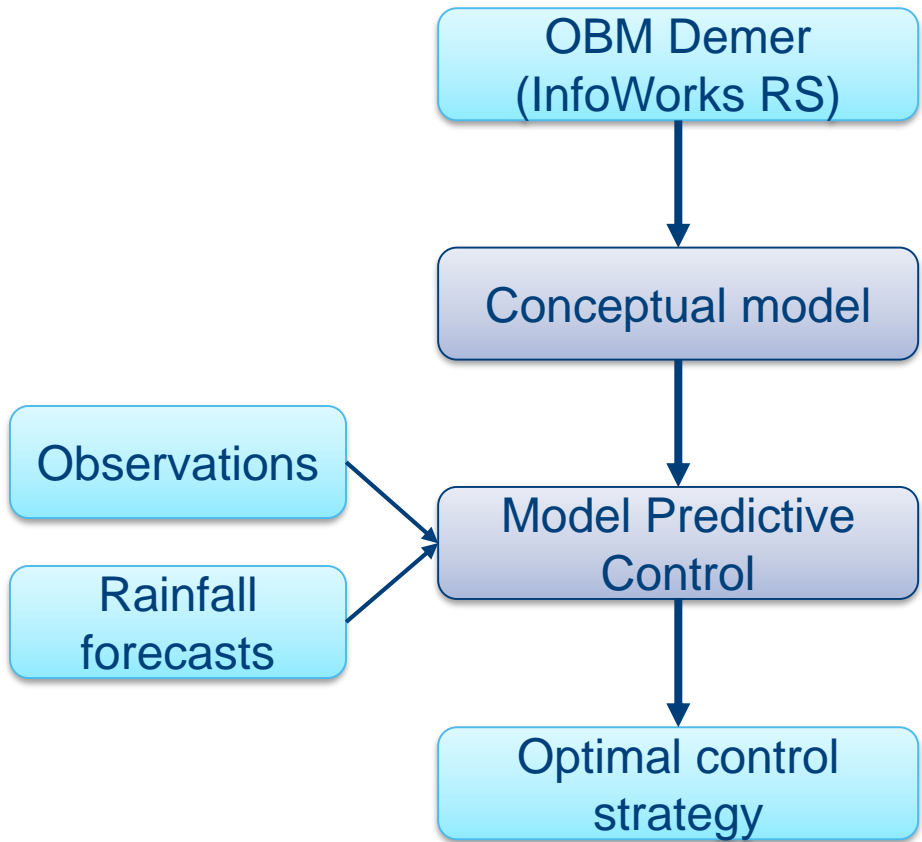 OBM Demer
(InfoWorks RS)
Conceptual model
Observations
Rainfall
forecasts
Model Predictive
Control
Optimal control
strategy